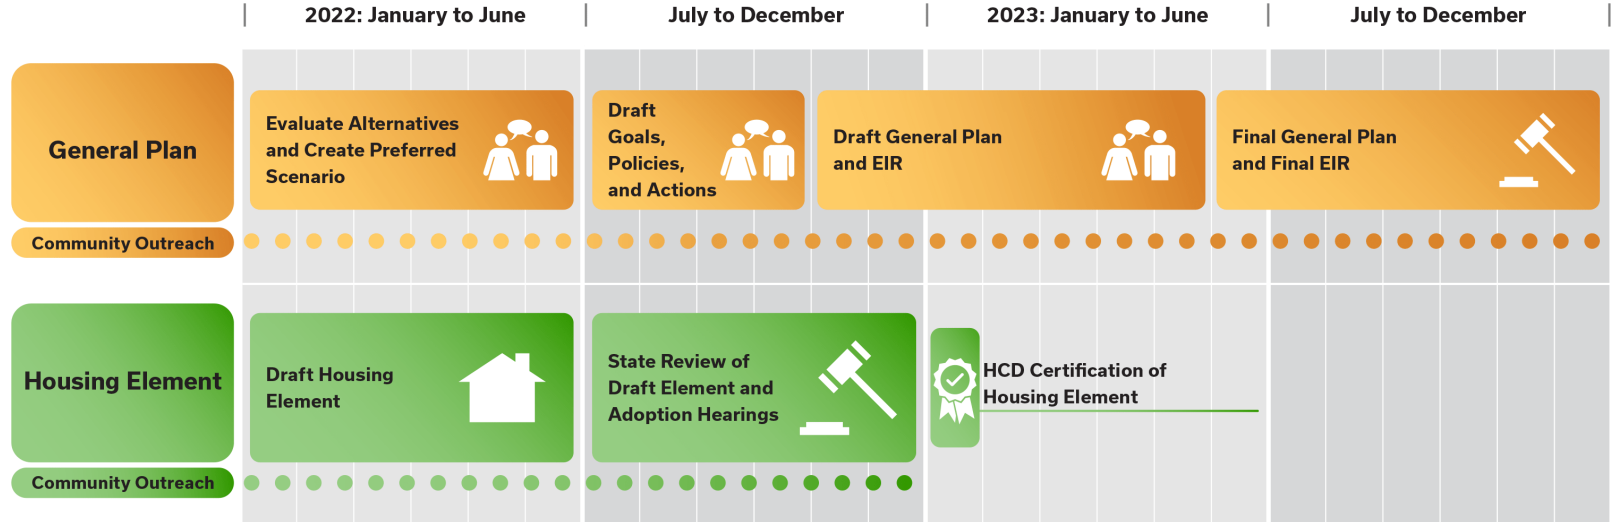 2022: January to June
July to December
2023: January to June
July to December
General Plan
Evaluate Alternatives
and Create Preferred
Scenario
Draft
Goals,
Policies,
and Actions
Draft General Plan
and EIR
Final General Plan
and Final EIR
Community Outreach
Housing Element
Draft Housing
Element
State Review of
Draft Element and
Adoption Hearings
HCD Certification of
Housing Element
Community Outreach